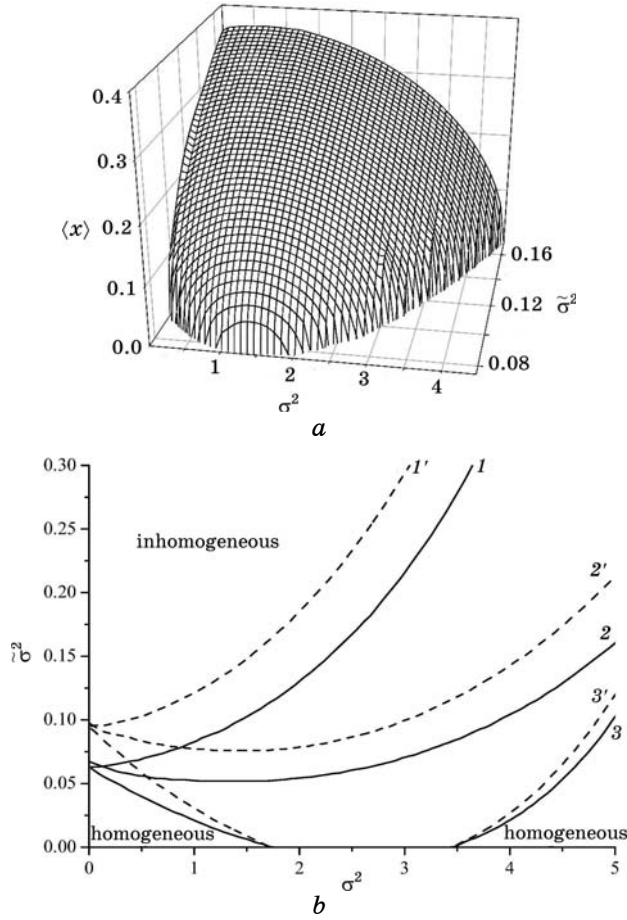 0.4
0.3
⟨x⟩ 0.2
0.1
0.0
1 2 3 4
σ²
0.16
0.12 σ̃²
0.08
a
0.30
0.25
0.20
0.15
0.10
0.05
0.00
σ̃²
inhomogeneous
1' 1
2'
2
3'
3
homogeneous homogeneous
0 1 2 3 4 5
σ²
b